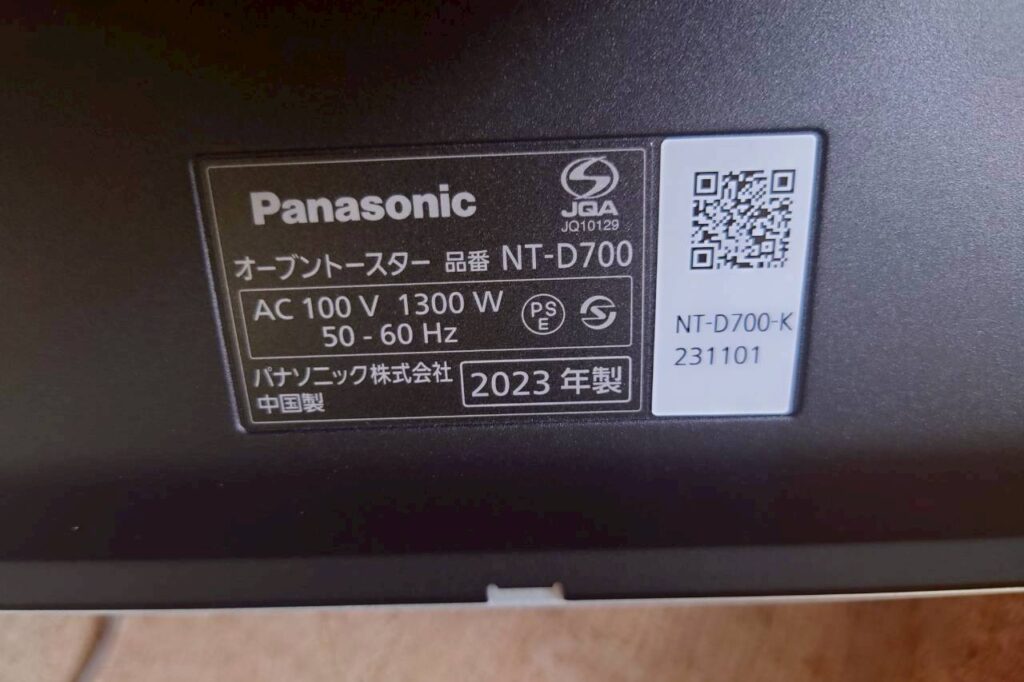 Panasonic
JQA
JQ10129
オーブントースター 品番 NT-D700
AC 100 V 1300 W
50 - 60 Hz
PS
E
パナソニック株式会社
中国製
2023 年製
NT-D700-K
231101